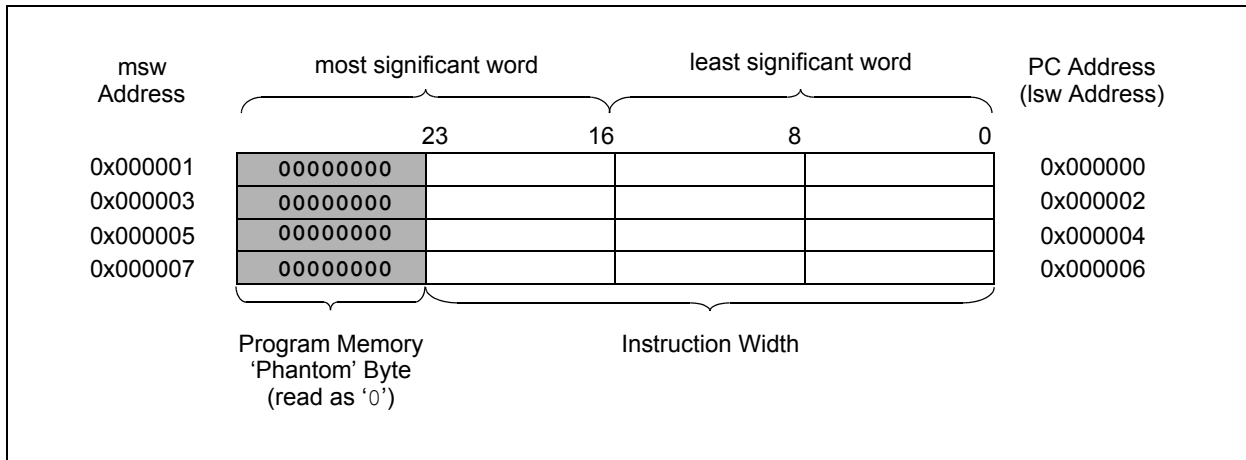 msw
Address
most significant word
least significant word
PC Address
(lsw Address)
23
16
8
0
0x000001
00000000
0x000000
0x000003
00000000
0x000002
0x000005
00000000
0x000004
0x000007
00000000
0x000006
Program Memory
‘Phantom’ Byte
(read as ‘0’)
Instruction Width